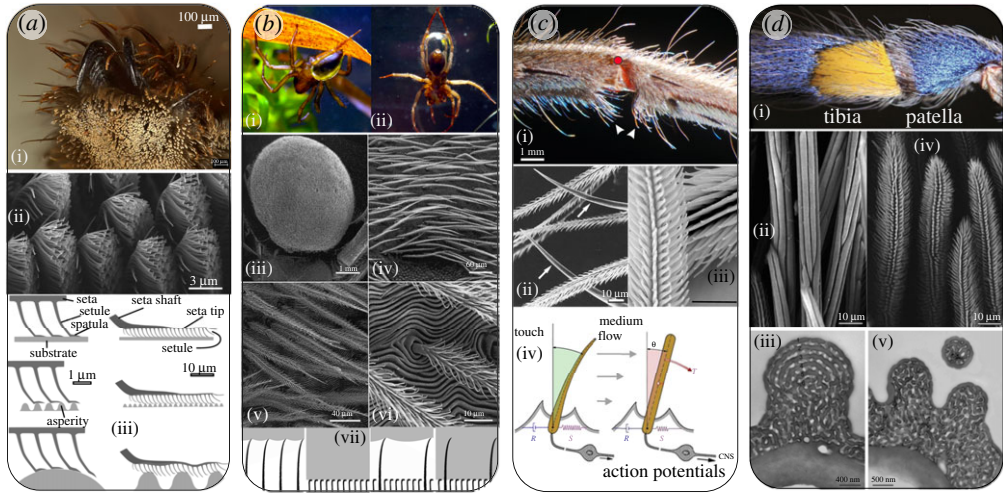 (a)
100 µm
(i)
(ii)
3 µm
seta
setule
spatula
substrate
seta shaft
seta tip
setule
1 µm
10 µm
asperity
(iii)
(b)
(i)
(ii)
(iii)
1 mm
(iv)
60 µm
(v)
40 µm
(vi)
10 µm
(vii)
(c)
(i)
1 mm
(ii)
10 µm
(iii)
touch
medium
flow
(iv)
θ
T
R
S
R
S
CNS
action potentials
(d)
(i)
tibia
patella
(ii)
10 µm
(iv)
10 µm
(iii)
400 nm
(v)
500 nm